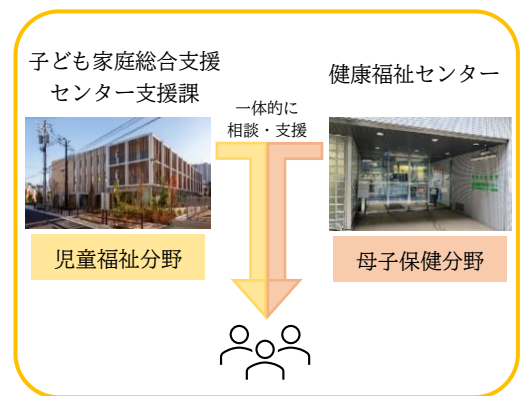 子ども家庭総合支援
センター支援課
健康福祉センター
一体的に
相談・支援
児童福祉分野
母子保健分野